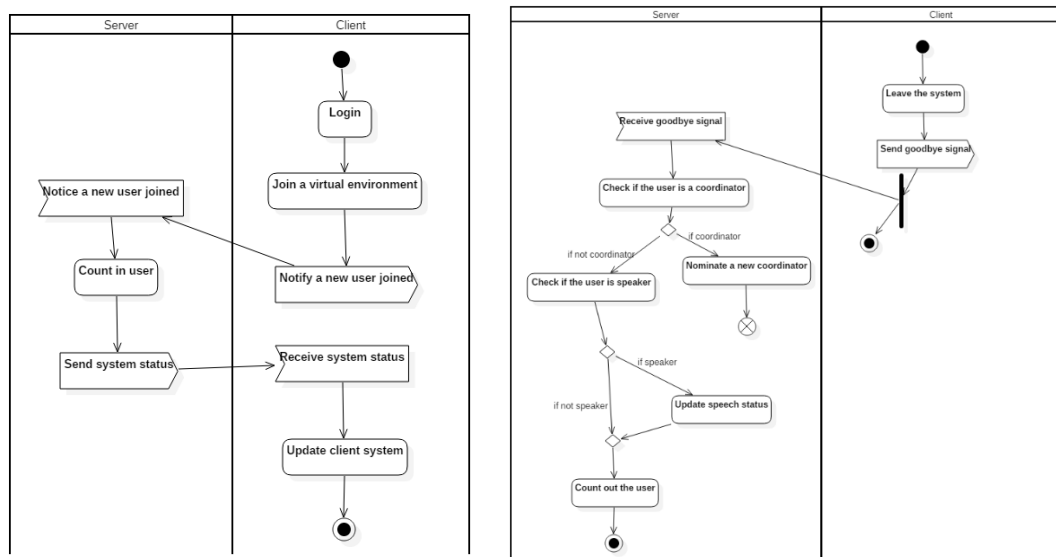 Server
Client
Login
Join a virtual environment
Notice a new user joined
Count in user
Notify a new user joined
Send system status
Receive system status
Update client system
Server
Client
Leave the system
Receive goodbye signal
Send goodbye signal
Check if the user is a coordinator
if coordinator
if not coordinator
Nominate a new coordinator
Check if the user is speaker
if speaker
if not speaker
Update speech status
Count out the user